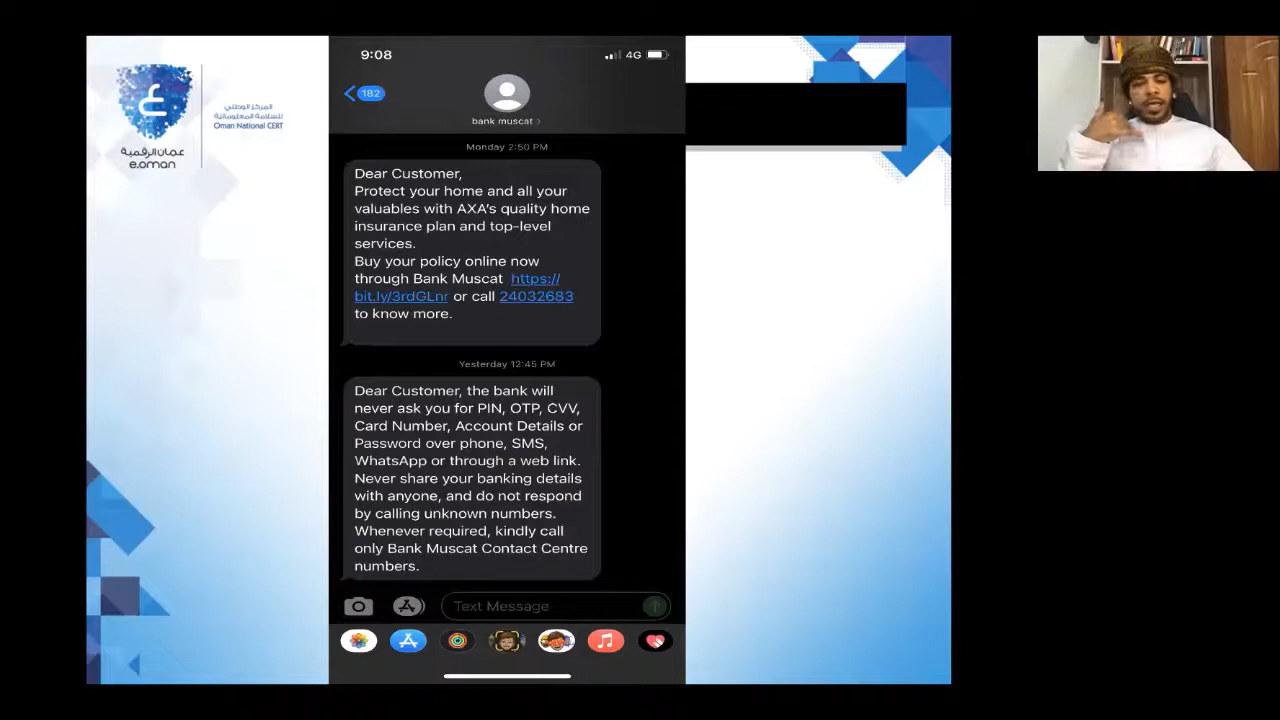 المركز الوطني
للسلامة المعلوماتية
Oman National CERT
عمان الرقمية
e.oman
9:08
4G
182
bank muscat >
Monday 2:50 PM
Dear Customer,
Protect your home and all your
valuables with AXA's quality home
insurance plan and top-level
services.
Buy your policy online now
through Bank Muscat https://
bit.ly/3rdGLnr or call 24032683
to know more.
Yesterday 12:45 PM
Dear Customer, the bank will
never ask you for PIN, OTP, CVV,
Card Number, Account Details or
Password over phone, SMS,
WhatsApp or through a web link.
Never share your banking details
with anyone, and do not respond
by calling unknown numbers.
Whenever required, kindly call
only Bank Muscat Contact Centre
numbers.
Text Message